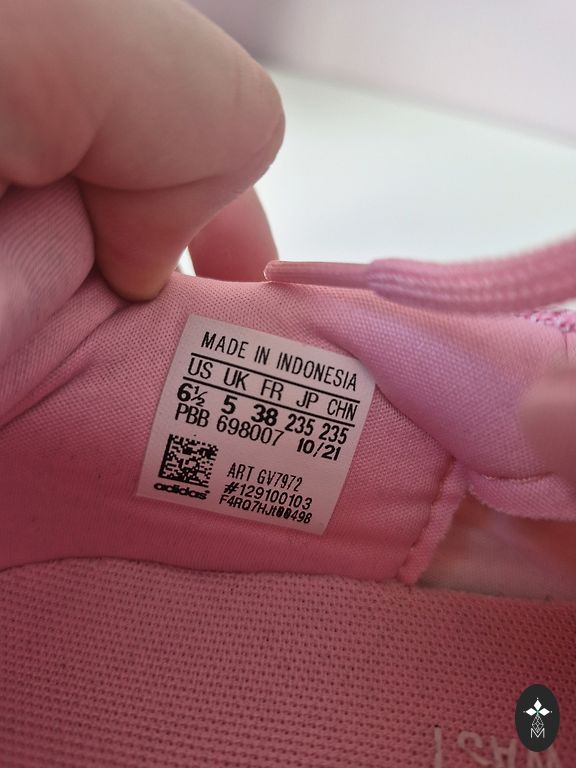 MADE IN INDONESIA
US UK FR JP CHN
6½ 5 38 235 235
PBB 698007 10/21
ART GV7972
#129100103
adidas
M